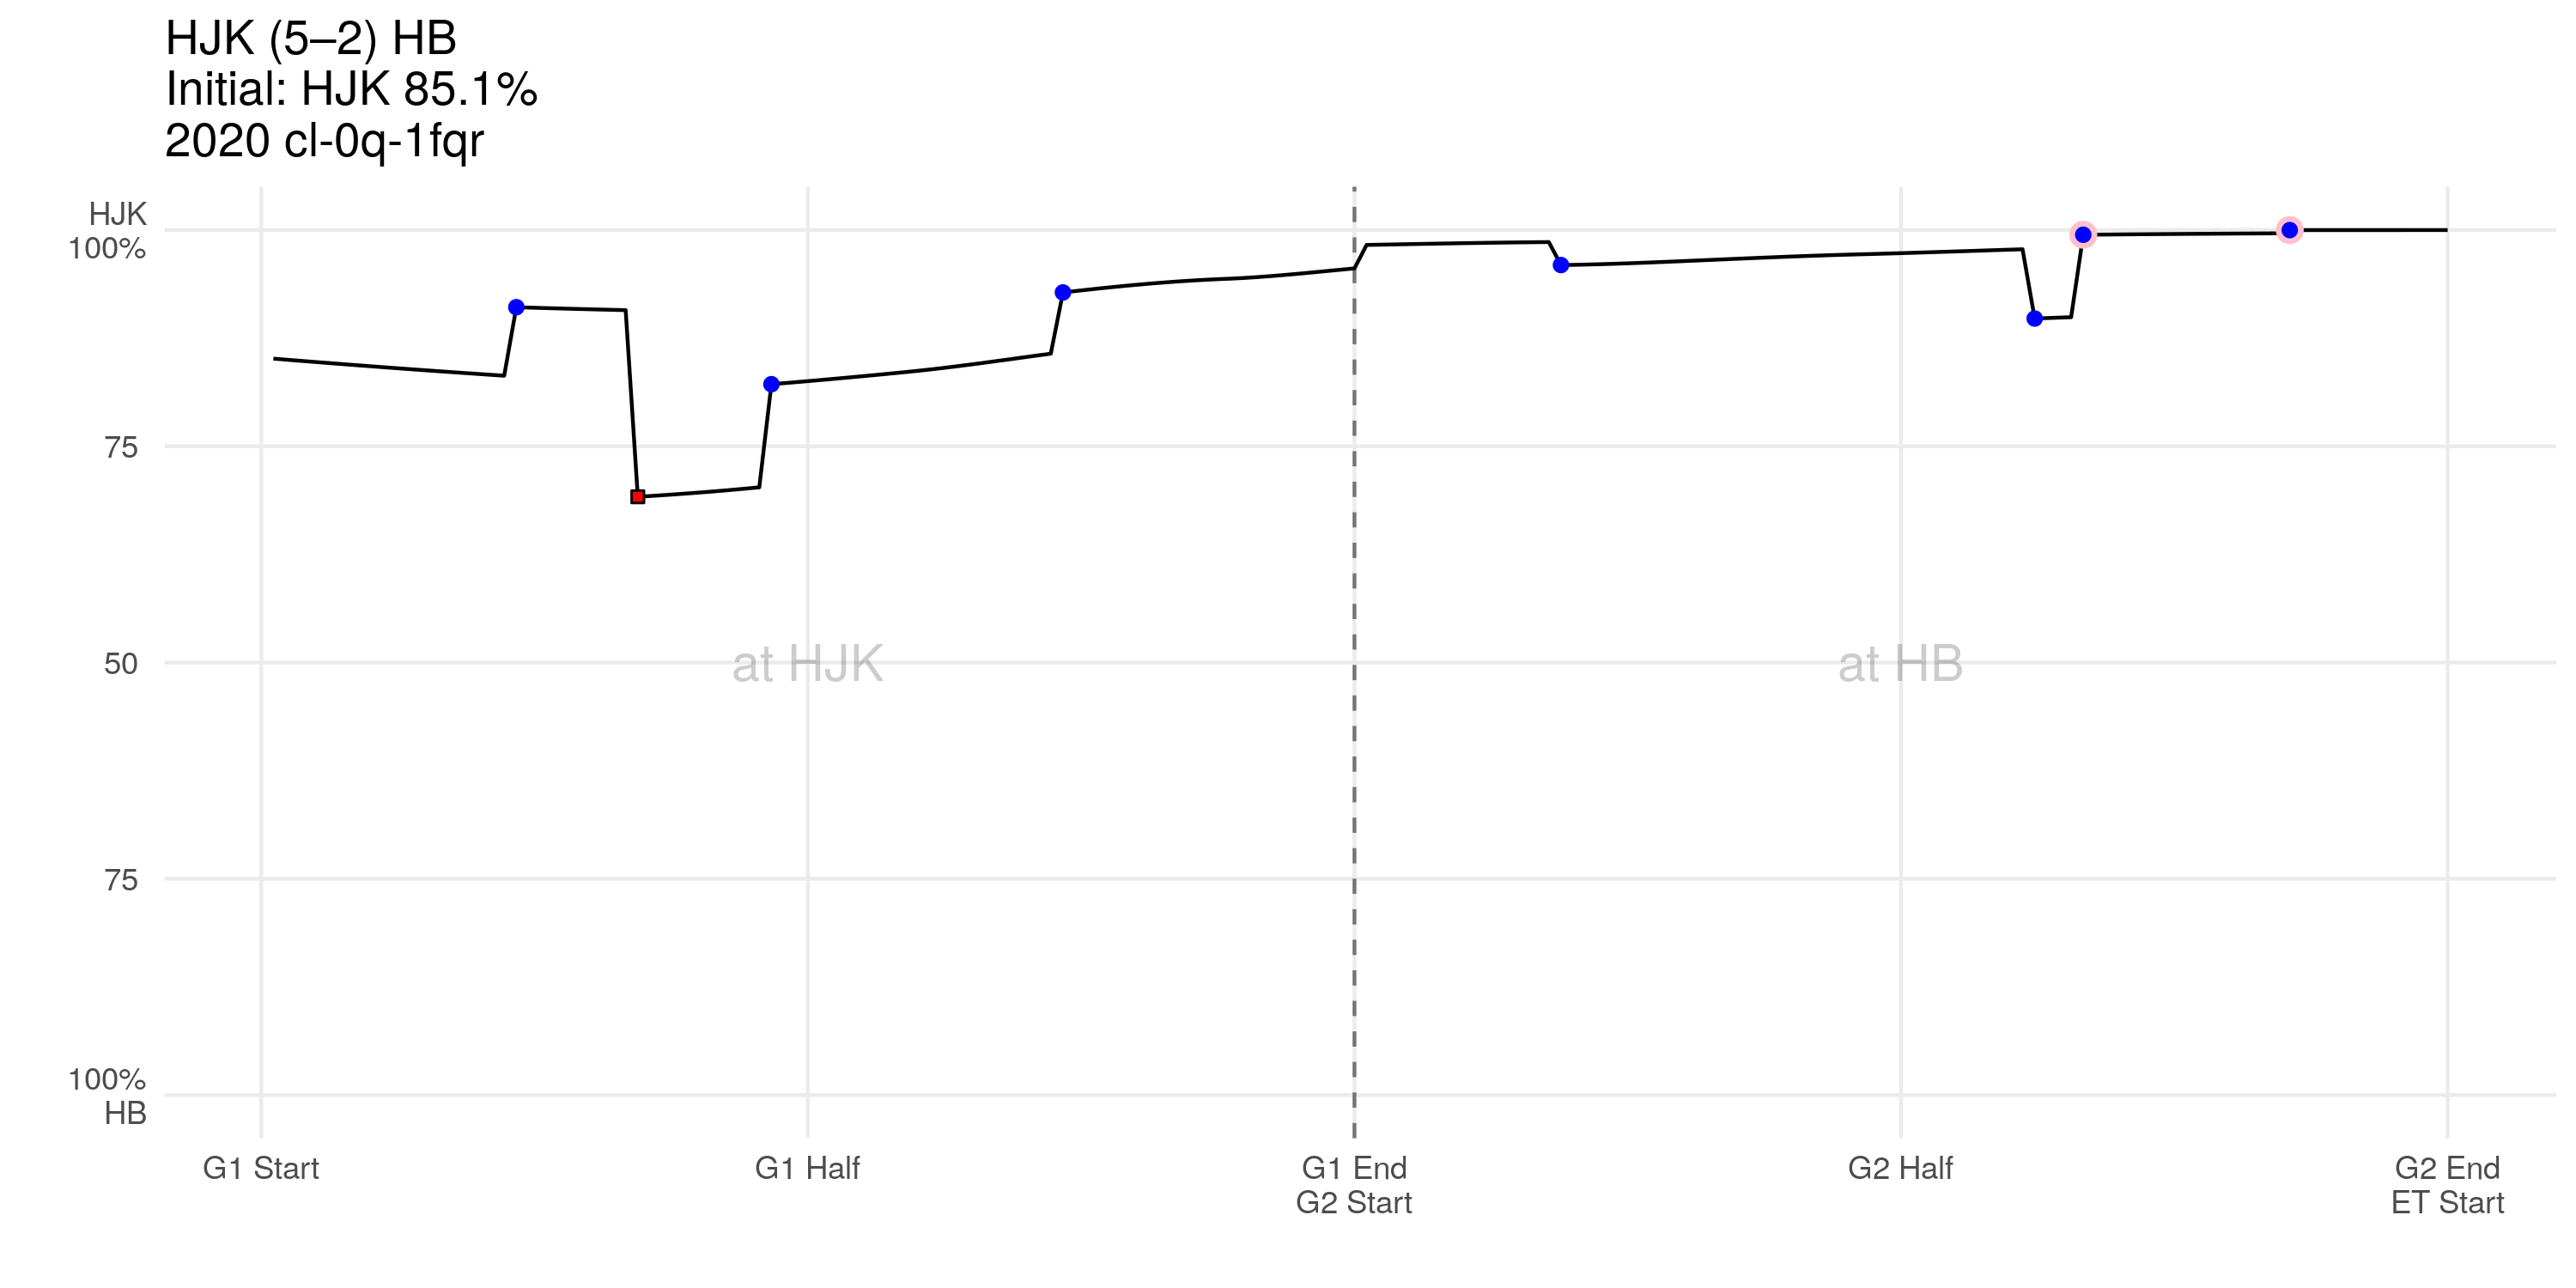 HJK (5–2) HB
Initial: HJK 85.1%
2020 cl-0q-1fqr
HJK
100%
75
50
75
100%
HB
at HJK
at HB
G1 Start
G1 Half
G1 End
G2 Start
G2 Half
G2 End
ET Start